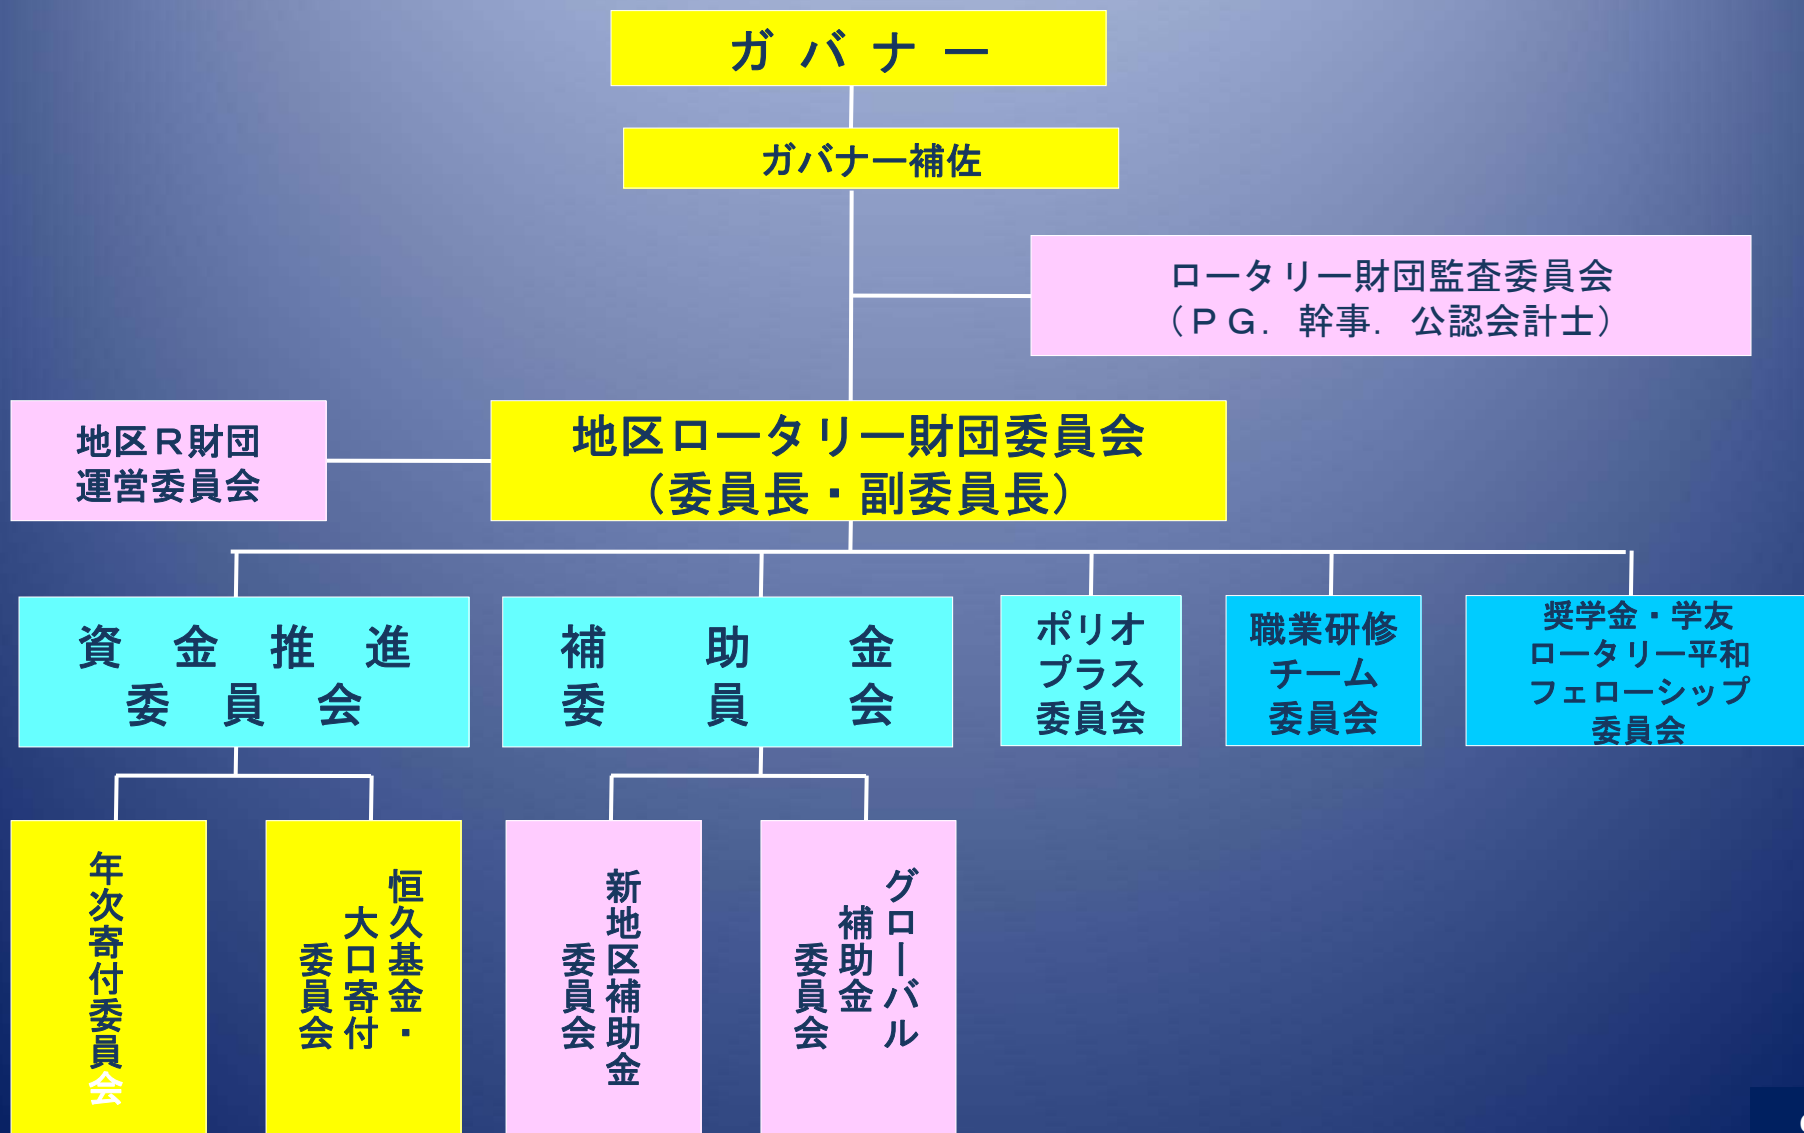 ガバナー
ガバナー補佐
ロータリー財団監査委員会
（ＰＧ．幹事．公認会計士）
地区Ｒ財団
運営委員会
地区ロータリー財団委員会
（委員長・副委員長）
資金推進
委員会
補助金
委員会
ポリオ
プラス
委員会
職業研修
チーム
委員会
奨学金・学友
ロータリー平和
フェローシップ
委員会
年次寄付委員会
恒久基金・
大口寄付
委員会
新地区補助金
委員会
グローバル
補助金
委員会